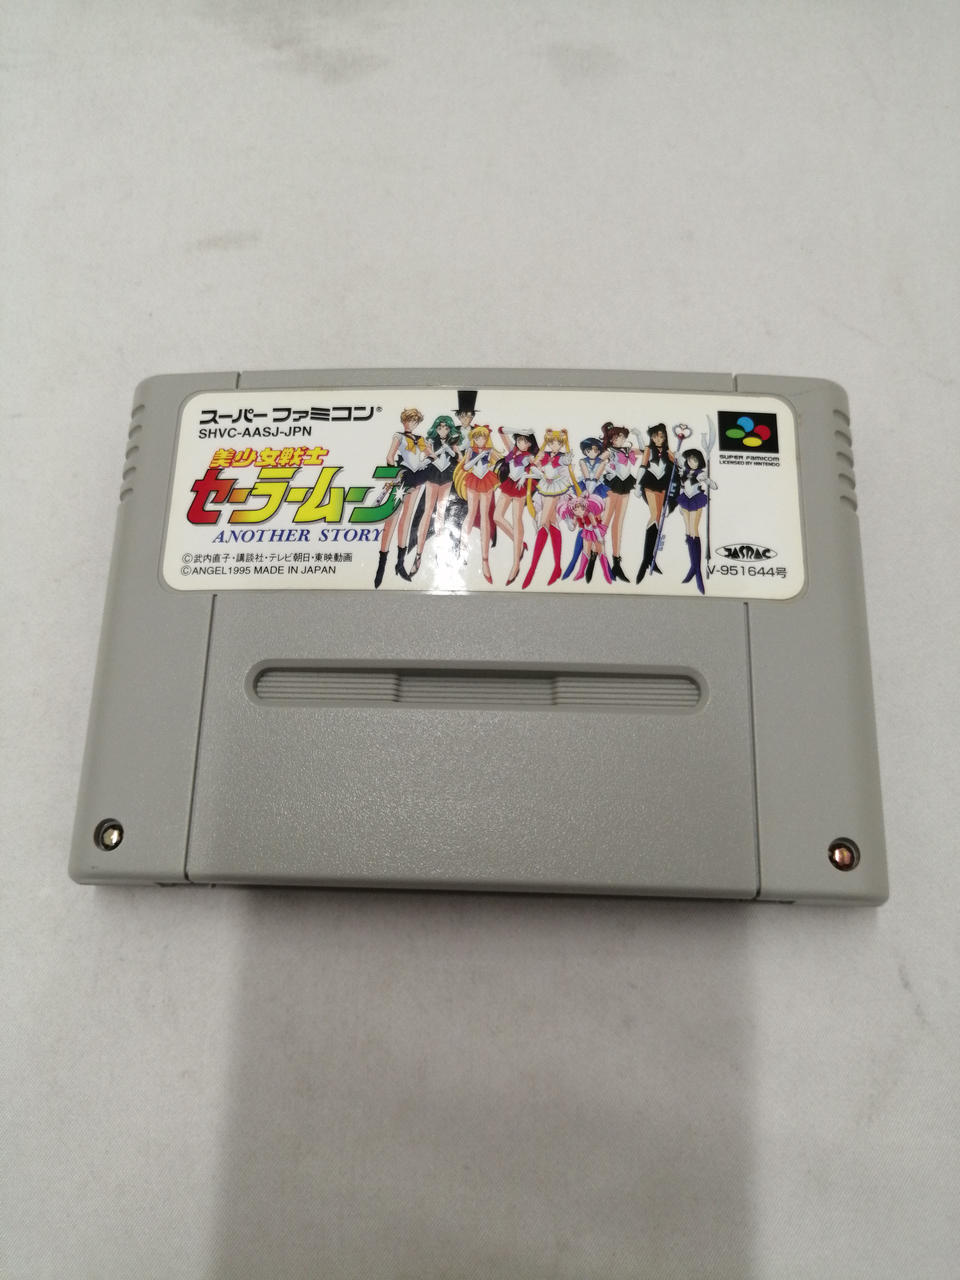 スーパーファミコン®
SHVC-AASJ-JPN
美少女戦士
セーラームーン
ANOTHER STORY
©武内直子・講談社・テレビ朝日・東映動画
©ANGEL1995 MADE IN JAPAN
SUPER FAMICOM
LICENSED BY NINTENDO
JASRAC
V-951644号